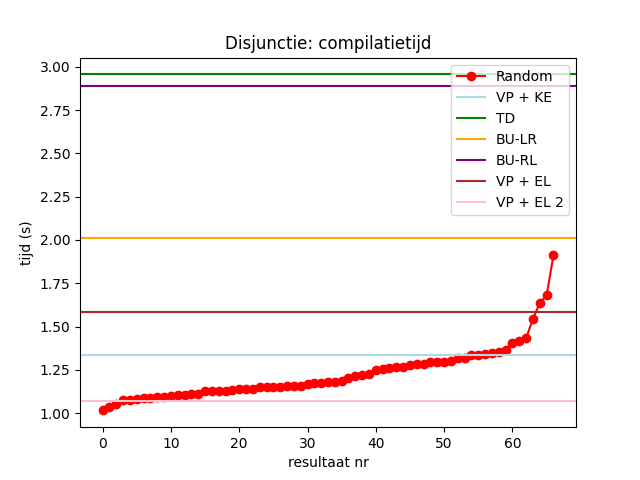 Disjunctie: compilatietijd
3.00
2.75
2.50
2.25
2.00
1.75
1.50
1.25
1.00
tijd (s)
Random
VP + KE
TD
BU-LR
BU-RL
VP + EL
VP + EL 2
0 10 20 30 40 50 60
resultaat nr